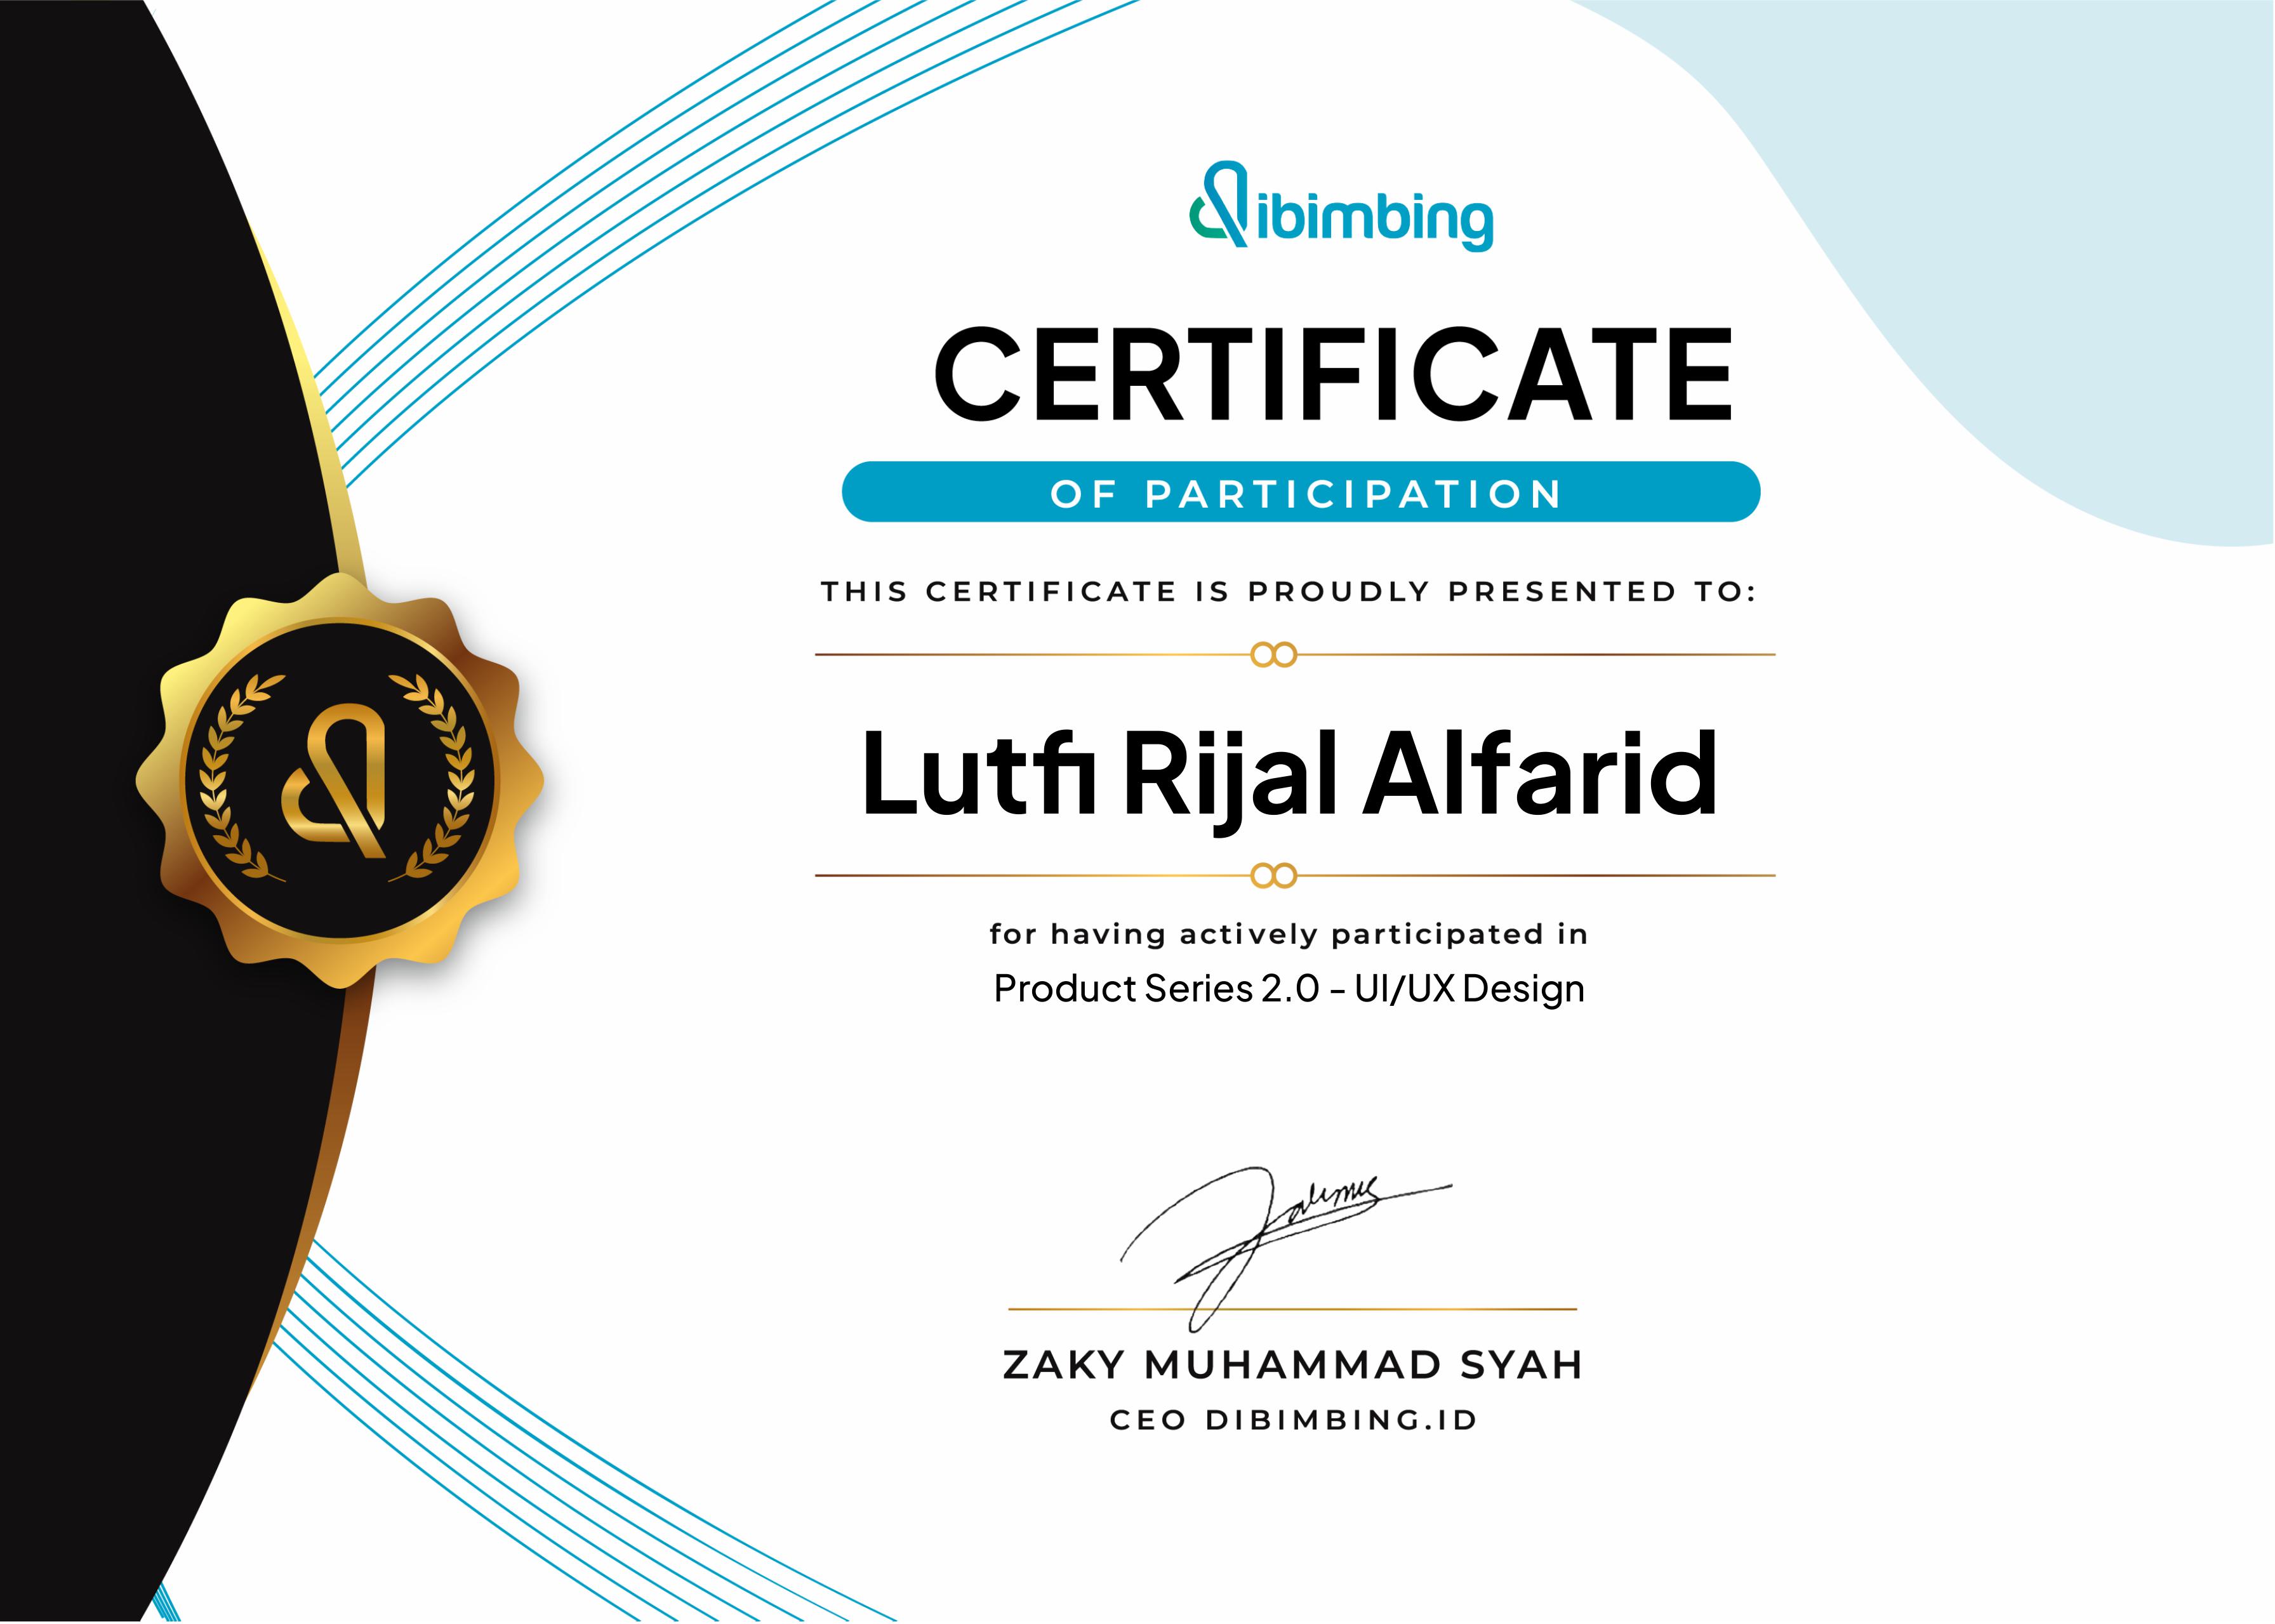 dibimbing
CERTIFICATE
OF PARTICIPATION
THIS CERTIFICATE IS PROUDLY PRESENTED TO:
Lutfi Rijal Alfarid
for having actively participated in
Product Series 2.0 - UI/UX Design
ZAKY MUHAMMAD SYAH
CEO DIBIMBING.ID